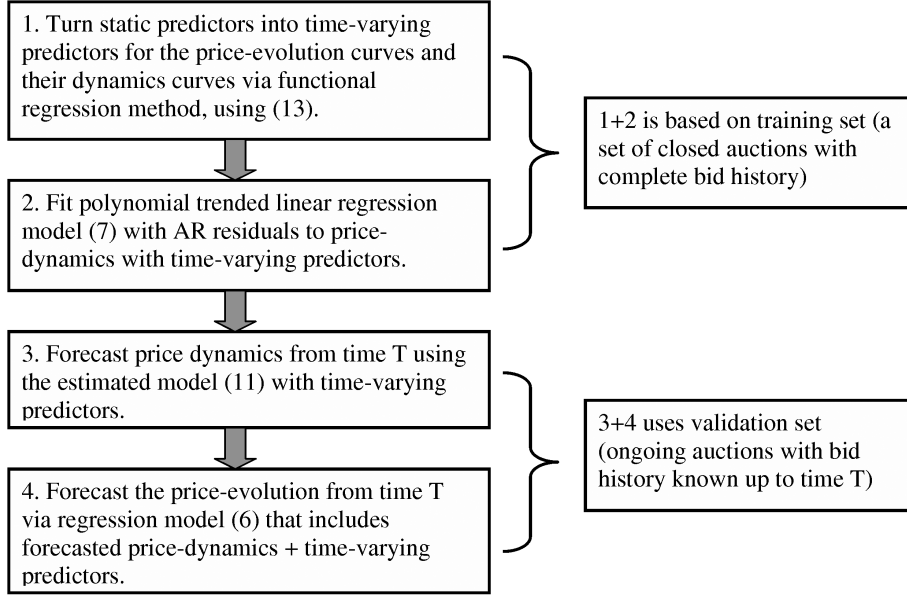 1. Turn static predictors into time-varying
predictors for the price-evolution curves and
their dynamics curves via functional
regression method, using (13).
1+2 is based on training set (a
set of closed auctions with
complete bid history)
2. Fit polynomial trended linear regression
model (7) with AR residuals to price-
dynamics with time-varying predictors.
3. Forecast price dynamics from time T using
the estimated model (11) with time-varying
predictors.
3+4 uses validation set
(ongoing auctions with bid
history known up to time T)
4. Forecast the price-evolution from time T
via regression model (6) that includes
forecasted price-dynamics + time-varying
predictors.